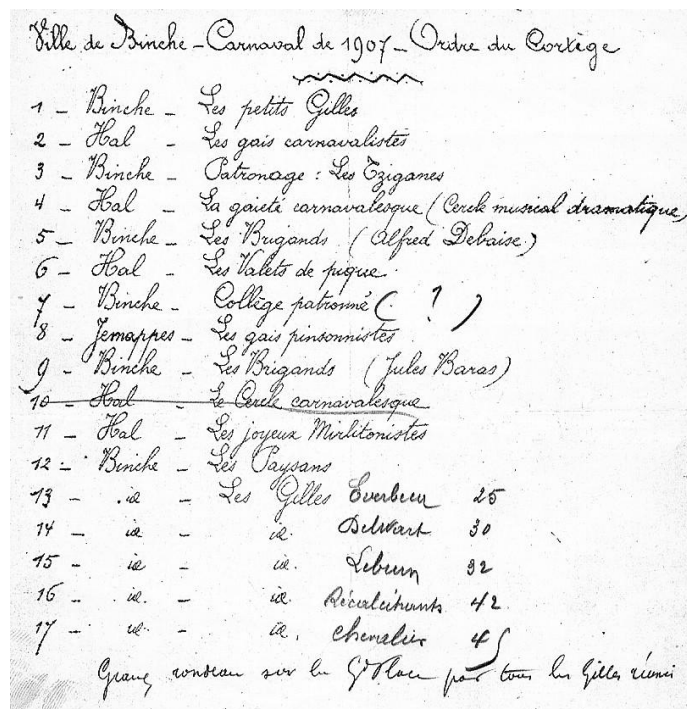 Ville de Binche - Carnaval de 1907 - Ordre du Cortège
1 - Binche - Les petits Gilles
2 - Hal - Les gais carnavalistes
3 - Binche - Patronage : Les Tziganes
4 - Hal - La gaieté carnavalesque (Cercle musical dramatique)
5 - Binche - Les Brigands (Alfred Debaise)
6 - Hal - Les Valets de pique
7 - Binche - Collège patronné ( ? )
8 - Jemappes - Les gais pinsonnistes
9 - Binche - Les Brigands (Jules Baras)
10 - Hal - Le Cercle carnavalesque
11 - Hal - Les joyeux Mirlitonistes
12 - Binche - Les Paysans
13 - id - Les Gilles 25
14 - id - id. Delwart 30
15 - id - id. Lebrun 32
16 - id. - id. Récalcitrants 42
17 - id. - id. Chevalier
Grand rondeau sur la Gd Place par tous les Gilles réunis